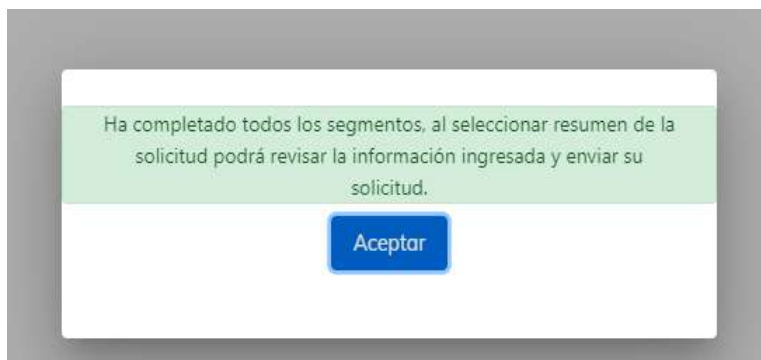 Ha completado todos los segmentos, al seleccionar resumen de la
solicitud podrá revisar la información ingresada y enviar su
solicitud.
Aceptar